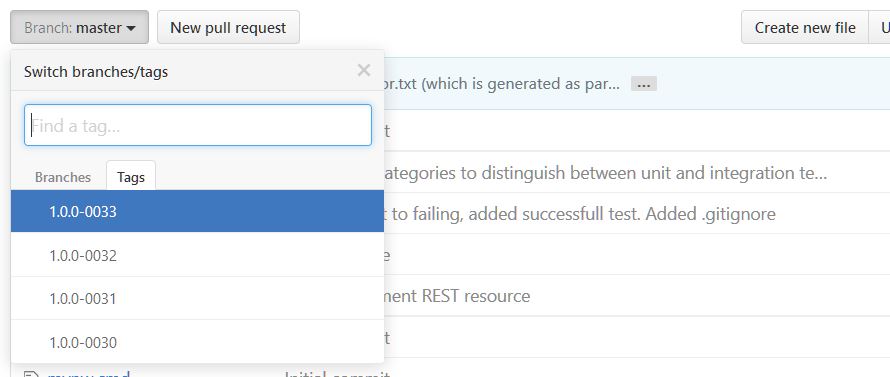 Branch: master
New pull request
Create new file
Switch branches/tags
or.txt (which is generated as par… …
Find a tag...
Branches
Tags
ategories to distinguish between unit and integration te…
1.0.0-0033
t to failing, added successfull test. Added .gitignore
1.0.0-0032
1.0.0-0031
ment REST resource
1.0.0-0030
mvnw.cmd
Initial commit